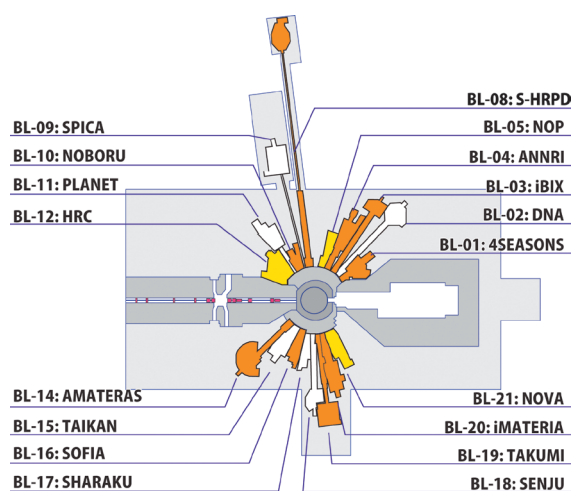 BL-08: S-HRPD
BL-09: SPICA
BL-05: NOP
BL-10: NOBORU
BL-04: ANNRI
BL-11: PLANET
BL-03: iBIX
BL-12: HRC
BL-02: DNA
BL-01: 4SEASONS
BL-14: AMATERAS
BL-21: NOVA
BL-15: TAIKAN
BL-20: iMATERIA
BL-16: SOFIA
BL-19: TAKUMI
BL-17: SHARAKU
BL-18: SENJU